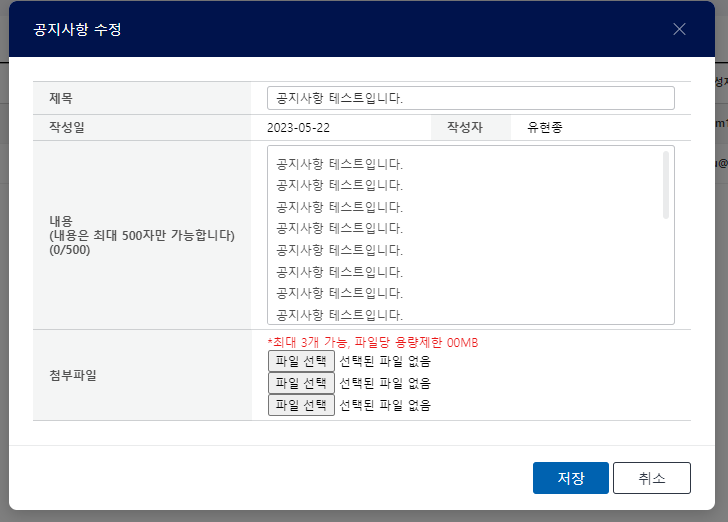 공지사항 수정
제목
공지사항 테스트입니다.
작성일
2023-05-22
작성자
유현종
내용
(내용은 최대 500자만 가능합니다)
(0/500)
공지사항 테스트입니다.
공지사항 테스트입니다.
공지사항 테스트입니다.
공지사항 테스트입니다.
공지사항 테스트입니다.
공지사항 테스트입니다.
공지사항 테스트입니다.
공지사항 테스트입니다.
첨부파일
*최대 3개 가능, 파일당 용량제한 00MB
파일 선택 선택된 파일 없음
파일 선택 선택된 파일 없음
파일 선택 선택된 파일 없음
저장
취소